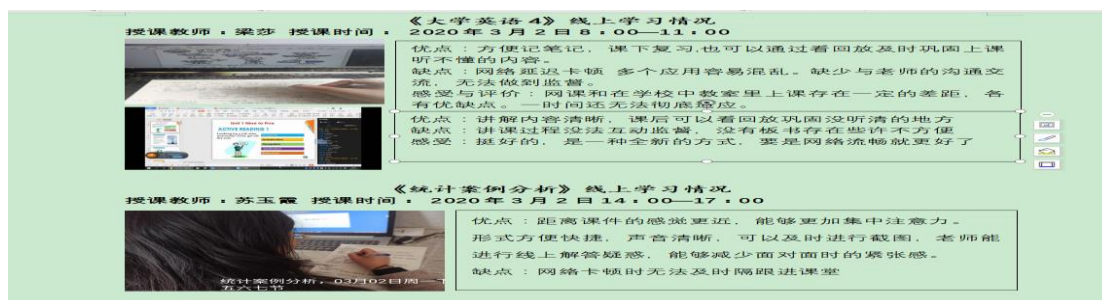 《大学英语4》线上学习情况
授课教师：梁莎 授课时间： 2020年3月2日8：00—11：00
优点：方便记笔记，课下复习,也可以通过看回放及时巩固上课
听不懂的内容。
缺点：网络延迟卡顿 多个应用容易混乱。缺少与老师的沟通交
流，无法做到监督。
感受与评价：网课和在学校中教室里上课存在一定的差距，各
有优缺点。一时间还无法彻底适应。
优点：讲解内容清晰，课后可以看回放巩固没听清的地方
缺点：讲课过程没法互动监督，没有板书存在些许不方便
感受：挺好的，是一种全新的方式，要是网络流畅就更好了
ACTIVE READING 1
《统计案例分析》线上学习情况
授课教师：苏玉霞 授课时间： 2020年3月2日14：00—17：00
优点：距离课件的感觉更近，能够更加集中注意力。
形式方便快捷，声音清晰，可以及时进行截图，老师能
进行线上解答疑惑，能够减少面对面时的紧张感。
缺点：网络卡顿时无法及时隔跟进课堂
统计案例分析，03月02日周一下
五六七节